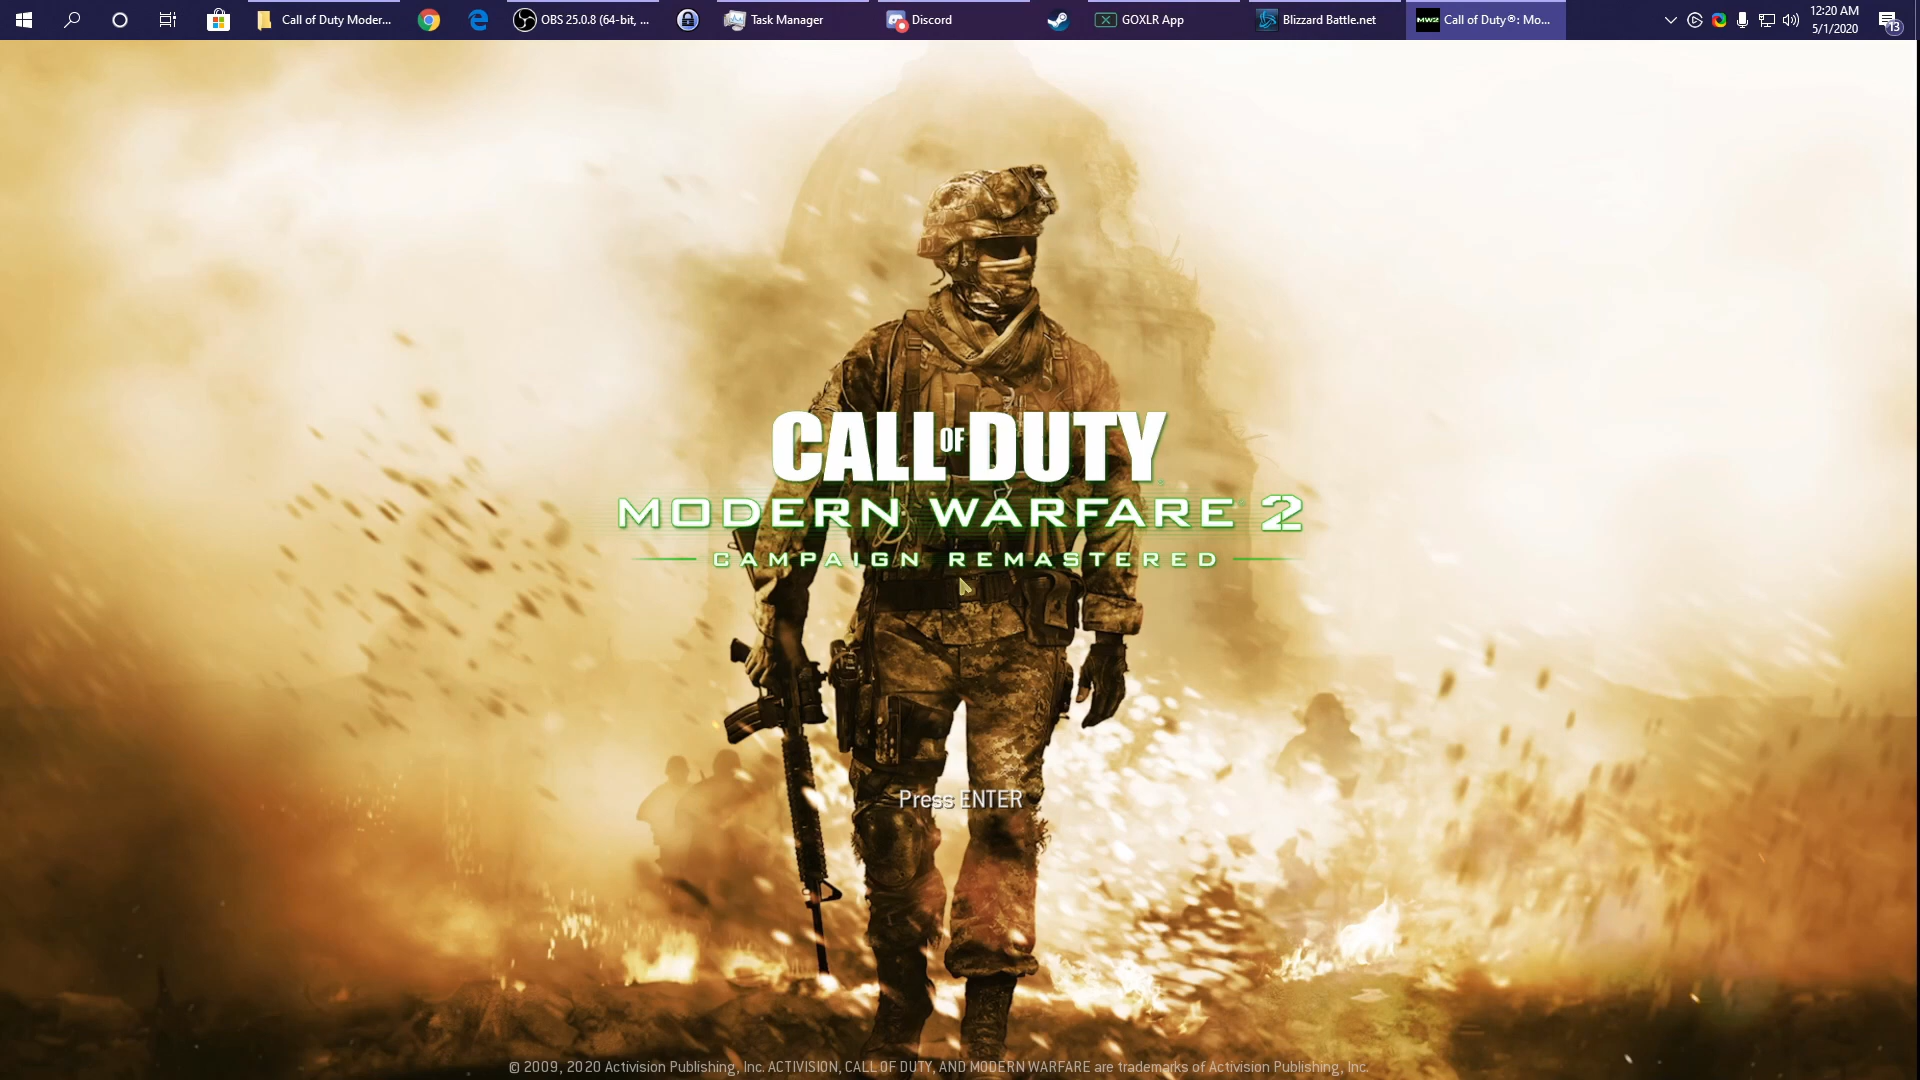 Call of Duty Moder...
OBS 25.0.8 (64-bit, ...
Task Manager
Discord
GOXLR App
Blizzard Battle.net
MW2
Call of Duty®: Mo...
12:20 AM
5/1/2020
13
CALL OF DUTY
MODERN WARFARE 2
CAMPAIGN REMASTERED
Press ENTER
© 2009, 2020 Activision Publishing, Inc. ACTIVISION, CALL OF DUTY, AND MODERN WARFARE are trademarks of Activision Publishing, Inc.